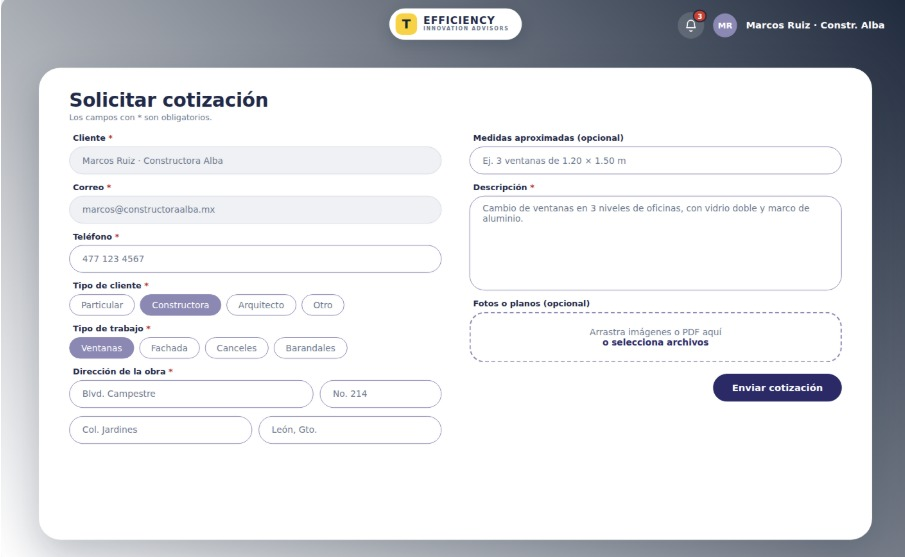 T
EFFICIENCY
INNOVATION ADVISORS
3
MR
Marcos Ruiz · Constr. Alba
Solicitar cotización
Los campos con * son obligatorios.
Cliente *
Marcos Ruiz · Constructora Alba
Correo *
marcos@constructoraalba.mx
Teléfono *
477 123 4567
Tipo de cliente *
Particular Constructora Arquitecto Otro
Tipo de trabajo *
Ventanas Fachada Canceles Barandales
Dirección de la obra *
Blvd. Campestre No. 214
Col. Jardines León, Gto.
Medidas aproximadas (opcional)
Ej. 3 ventanas de 1.20 × 1.50 m
Descripción *
Cambio de ventanas en 3 niveles de oficinas, con vidrio doble y marco de
aluminio.
Fotos o planos (opcional)
Arrastra imágenes o PDF aquí
o selecciona archivos
Enviar cotización